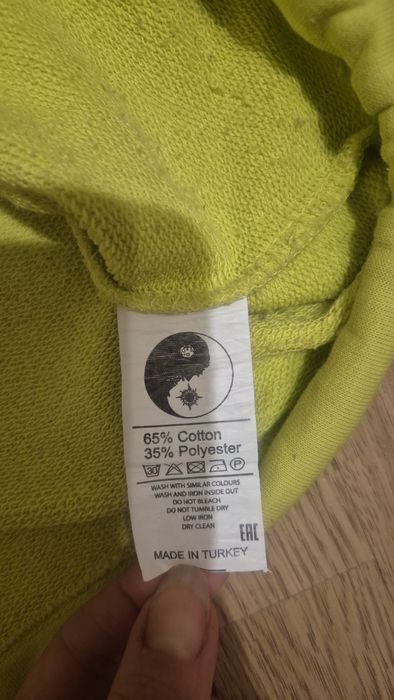 65% Cotton
35% Polyester
30 P
WASH WITH SIMILAR COLOURS
WASH AND IRON INSIDE OUT
DO NOT BLEACH
DO NOT TUMBLE DRY
LOW IRON
DRY CLEAN
EAC
MADE IN TURKEY